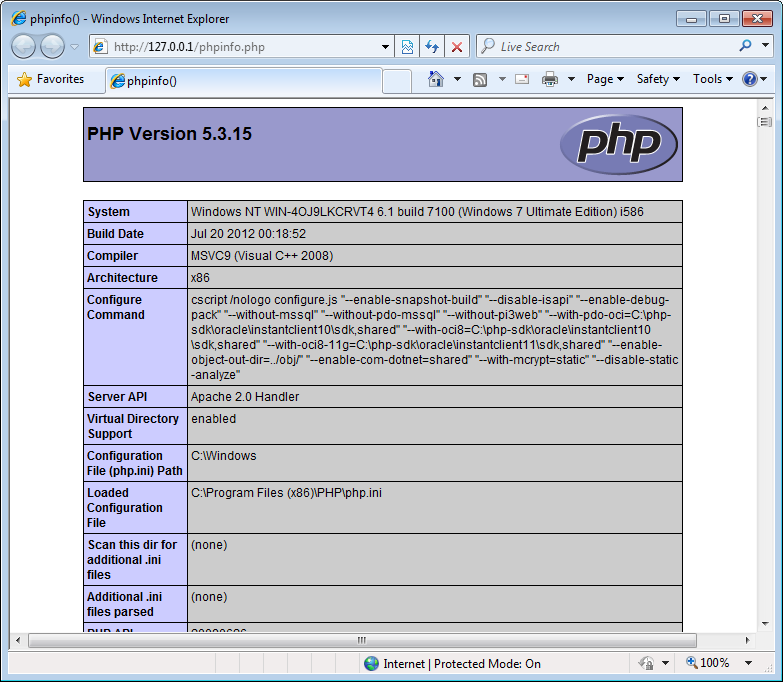 phpinfo() - Windows Internet Explorer
http://127.0.0.1/phpinfo.php
Live Search
Favorites
phpinfo()
Page
Safety
Tools
PHP Version 5.3.15
php
System
Windows NT WIN-4OJ9LKCRVT4 6.1 build 7100 (Windows 7 Ultimate Edition) i586
Build Date
Jul 20 2012 00:18:52
Compiler
MSVC9 (Visual C++ 2008)
Architecture
x86
Configure
Command
cscript /nologo configure.js "--enable-snapshot-build" "--disable-isapi" "--enable-debug-
pack" "--without-mssql" "--without-pdo-mssql" "--without-pi3web" "--with-pdo-oci=C:\php-
sdk\oracle\instantclient10\sdk,shared" "--with-oci8=C:\php-sdk\oracle\instantclient10
\sdk,shared" "--with-oci8-11g=C:\php-sdk\oracle\instantclient11\sdk,shared" "--enable-
object-out-dir=../obj/" "--enable-com-dotnet=shared" "--with-mcrypt=static" "--disable-static
-analyze"
Server API
Apache 2.0 Handler
Virtual Directory
Support
enabled
Configuration
File (php.ini) Path
C:\Windows
Loaded
Configuration
File
C:\Program Files (x86)\PHP\php.ini
Scan this dir for
additional .ini
files
(none)
Additional .ini
files parsed
(none)
PHP API
Internet | Protected Mode: On
100%